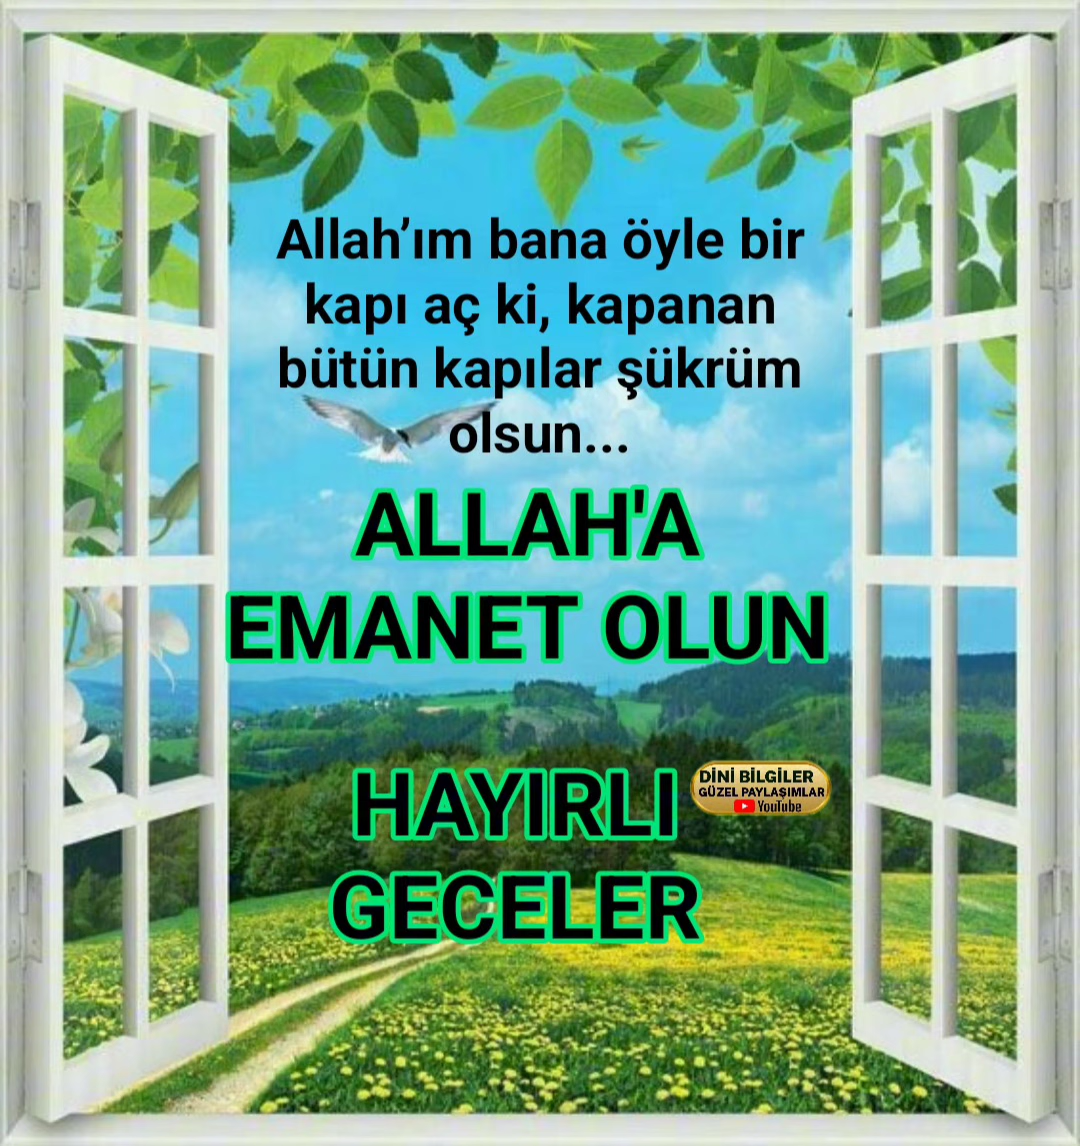 Allah’ım bana öyle bir
kapı aç ki, kapanan
bütün kapılar şükrüm
olsun...
ALLAH'A
EMANET OLUN
HAYIRLI
GECELER
DİNİ BİLGİLER
GÜZEL PAYLAŞIMLAR
YouTube